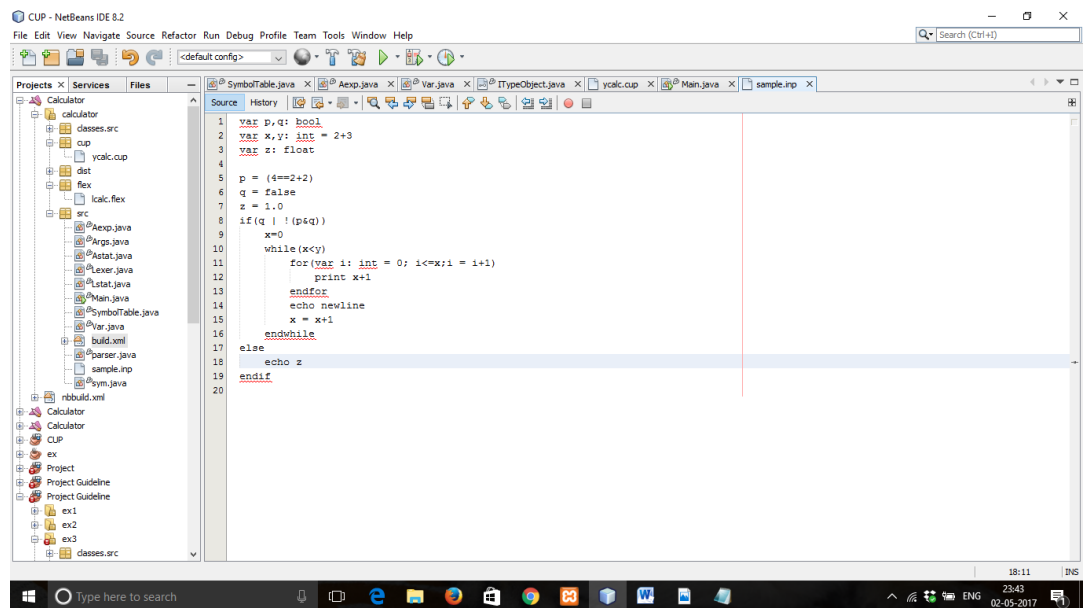 CUP - NetBeans IDE 8.2
File Edit View Navigate Source Refactor Run Debug Profile Team Tools Window Help
Search (Ctrl+I)
<default config>
Projects Services Files
SymbolTable.java Aexp.java Var.java ITypeObject.java ycalc.cup Main.java sample.inp
Source History
Calculator
calculator
classes.src
cup
ycalc.cup
dist
flex
lcalc.flex
src
Aexp.java
Args.java
Astat.java
Lexer.java
Lstat.java
Main.java
SymbolTable.java
Var.java
build.xml
parser.java
sample.inp
sym.java
nbbuild.xml
Calculator
Calculator
CUP
ex
Project
Project Guideline
Project Guideline
ex1
ex2
ex3
classes.src
1 var p,q: bool
2 var x,y: int = 2+3
3 var z: float
4
5 p = (4==2+2)
6 q = false
7 z = 1.0
8 if(q | !(p&q))
9 x=0
10 while(x<y)
11 for(var i: int = 0; i<=x;i = i+1)
12 print x+1
13 endfor
14 echo newline
15 x = x+1
16 endwhile
17 else
18 echo z
19 endif
20
18:11 INS
Type here to search
ENG
23:43
02-05-2017